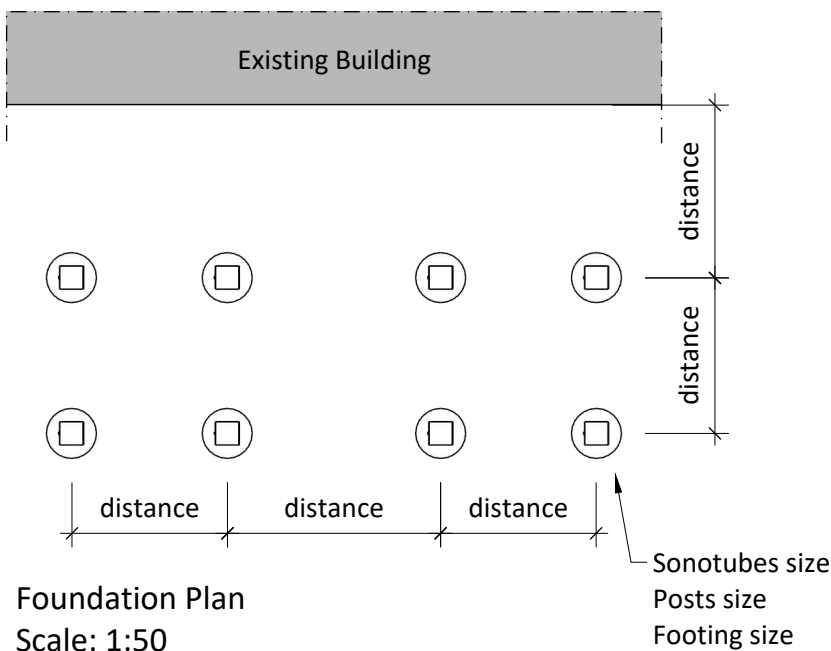 Existing Building
distance
distance
distance
distance
distance
Sonotubes size
Posts size
Footing size
Foundation Plan
Scale: 1:50